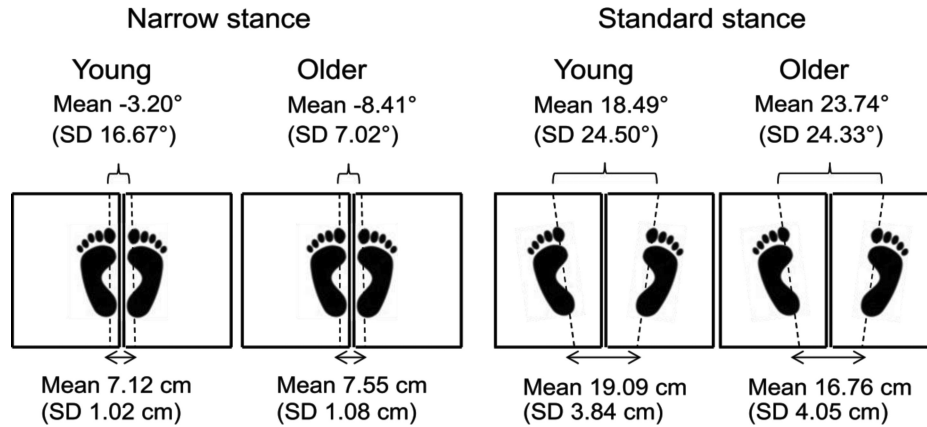 Narrow stance
Standard stance
Young
Older
Young
Older
Mean -3.20°
(SD 16.67°)
Mean -8.41°
(SD 7.02°)
Mean 18.49°
(SD 24.50°)
Mean 23.74°
(SD 24.33°)
Mean 7.12 cm
(SD 1.02 cm)
Mean 7.55 cm
(SD 1.08 cm)
Mean 19.09 cm
(SD 3.84 cm)
Mean 16.76 cm
(SD 4.05 cm)